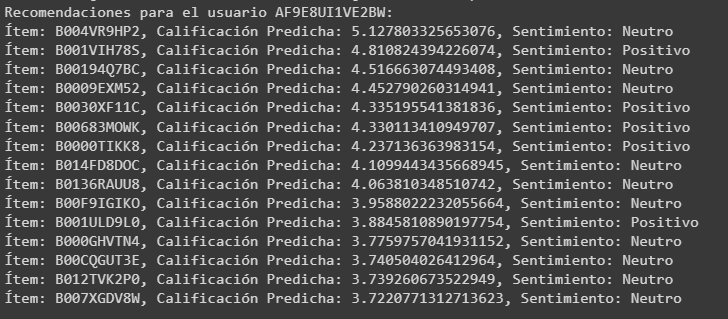 Recomendaciones para el usuario AF9E8UI1VE2BW:
Ítem: B004VR9HP2, Calificación Predicha: 5.127803325653076, Sentimiento: Neutro
Ítem: B001VIH78S, Calificación Predicha: 4.810824394226074, Sentimiento: Positivo
Ítem: B00194Q7BC, Calificación Predicha: 4.516663074493408, Sentimiento: Neutro
Ítem: B0009EXM52, Calificación Predicha: 4.452790260314941, Sentimiento: Neutro
Ítem: B0030XF11C, Calificación Predicha: 4.335195541381836, Sentimiento: Positivo
Ítem: B00683MOWK, Calificación Predicha: 4.330113410949707, Sentimiento: Positivo
Ítem: B0000TIKK8, Calificación Predicha: 4.237136363983154, Sentimiento: Positivo
Ítem: B014FD8DOC, Calificación Predicha: 4.1099443435668945, Sentimiento: Neutro
Ítem: B0136RAUU8, Calificación Predicha: 4.063810348510742, Sentimiento: Neutro
Ítem: B00F9IGIKO, Calificación Predicha: 3.9588022232055664, Sentimiento: Neutro
Ítem: B001ULD9L0, Calificación Predicha: 3.8845810890197754, Sentimiento: Positivo
Ítem: B000GHVTN4, Calificación Predicha: 3.7759757041931152, Sentimiento: Neutro
Ítem: B00CQGUT3E, Calificación Predicha: 3.740504026412964, Sentimiento: Neutro
Ítem: B012TVK2P0, Calificación Predicha: 3.739260673522949, Sentimiento: Neutro
Ítem: B007XGDV8W, Calificación Predicha: 3.7220771312713623, Sentimiento: Neutro